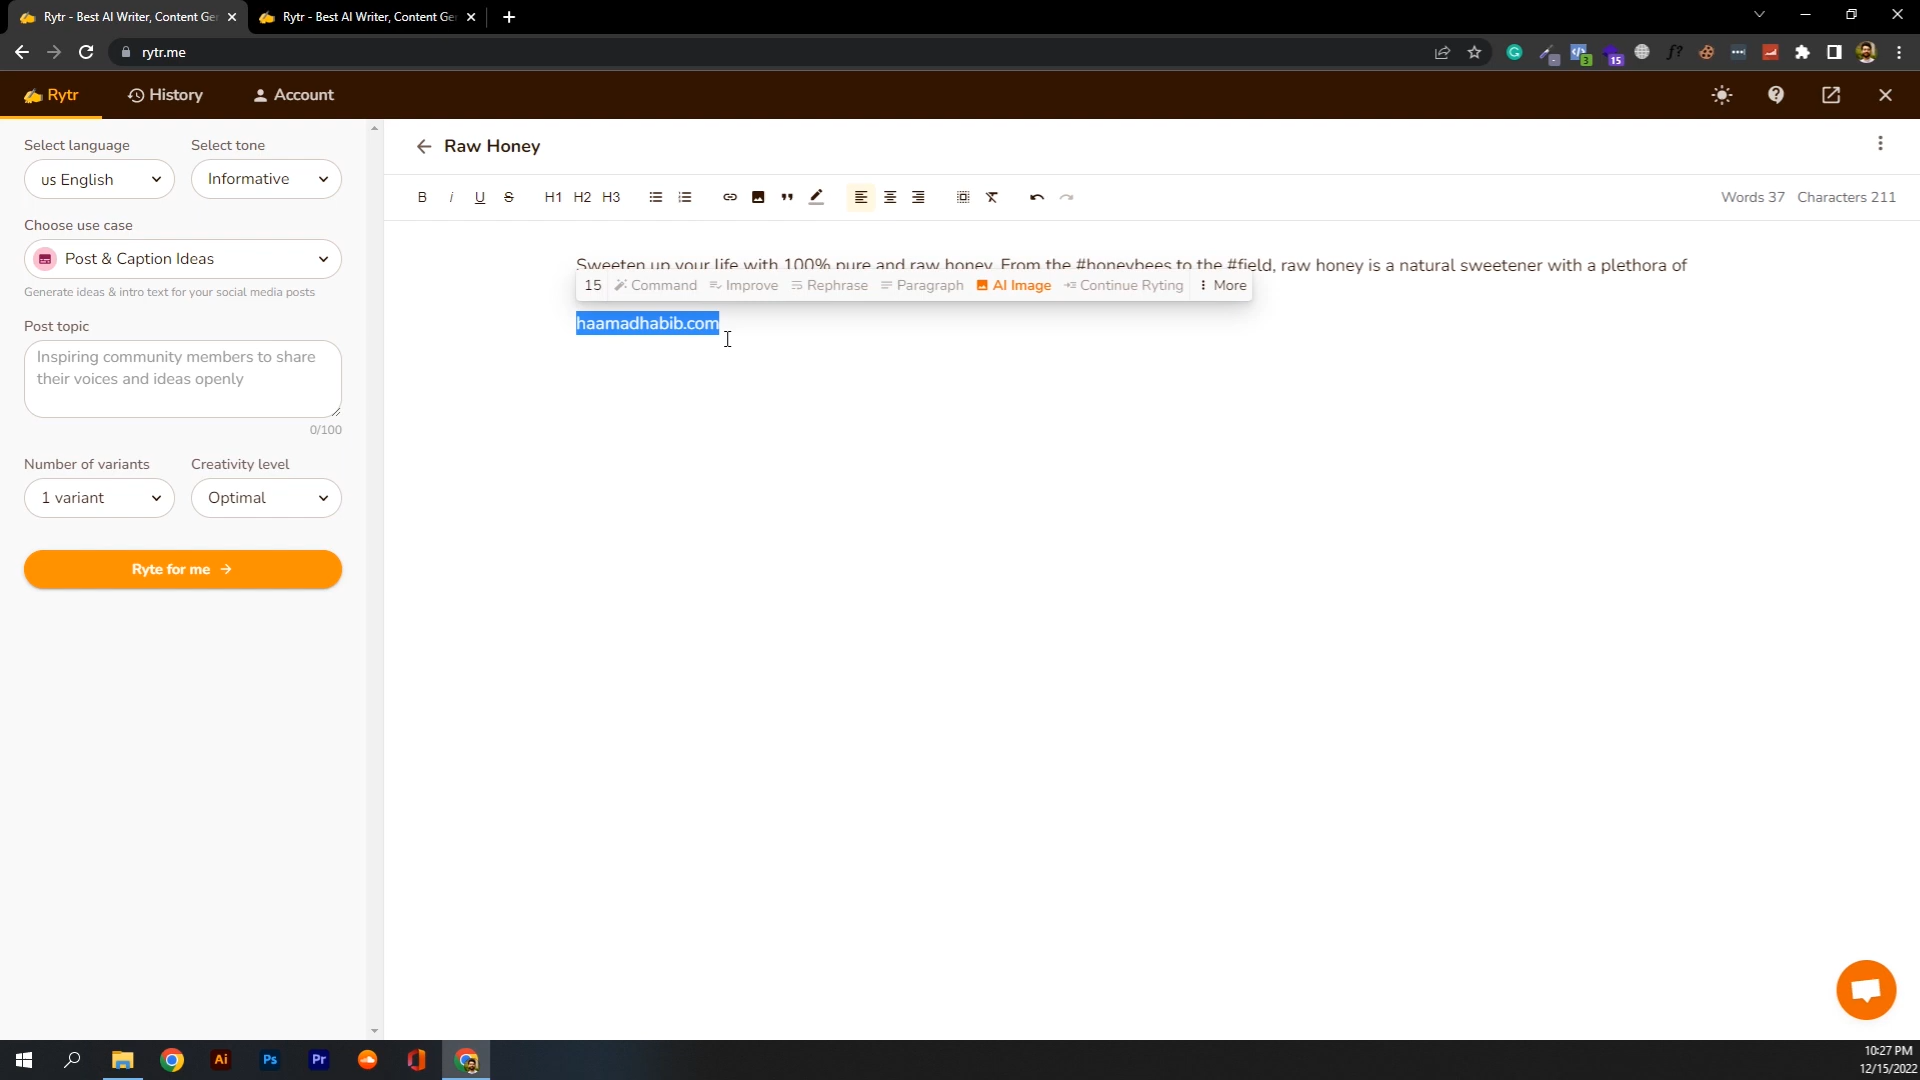 Rytr - Best AI Writer, Content Ger
Rytr - Best AI Writer, Content Ger
rytr.me
3
15
f?
Rytr
History
Account
Select language
Select tone
us English
Informative
Choose use case
Post & Caption Ideas
Generate ideas & intro text for your social media posts
Post topic
Inspiring community members to share
their voices and ideas openly
0/100
Number of variants
Creativity level
1 variant
Optimal
Ryte for me
Raw Honey
B i U S H1 H2 H3
Words 37 Characters 211
Sweeten up your life with 100% pure and raw honey. From the #honeybees to the #field, raw honey is a natural sweetener with a plethora of
15 Command Improve Rephrase Paragraph AI Image Continue Ryting More
haamadhabib.com
Ai
Ps
Pr
10:27 PM
12/15/2022